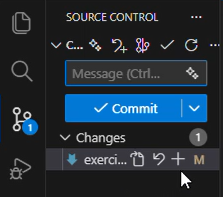 SOURCE CONTROL ...
C... ...
Message (Ctrl...
Commit
Changes 1
exerci... M
1